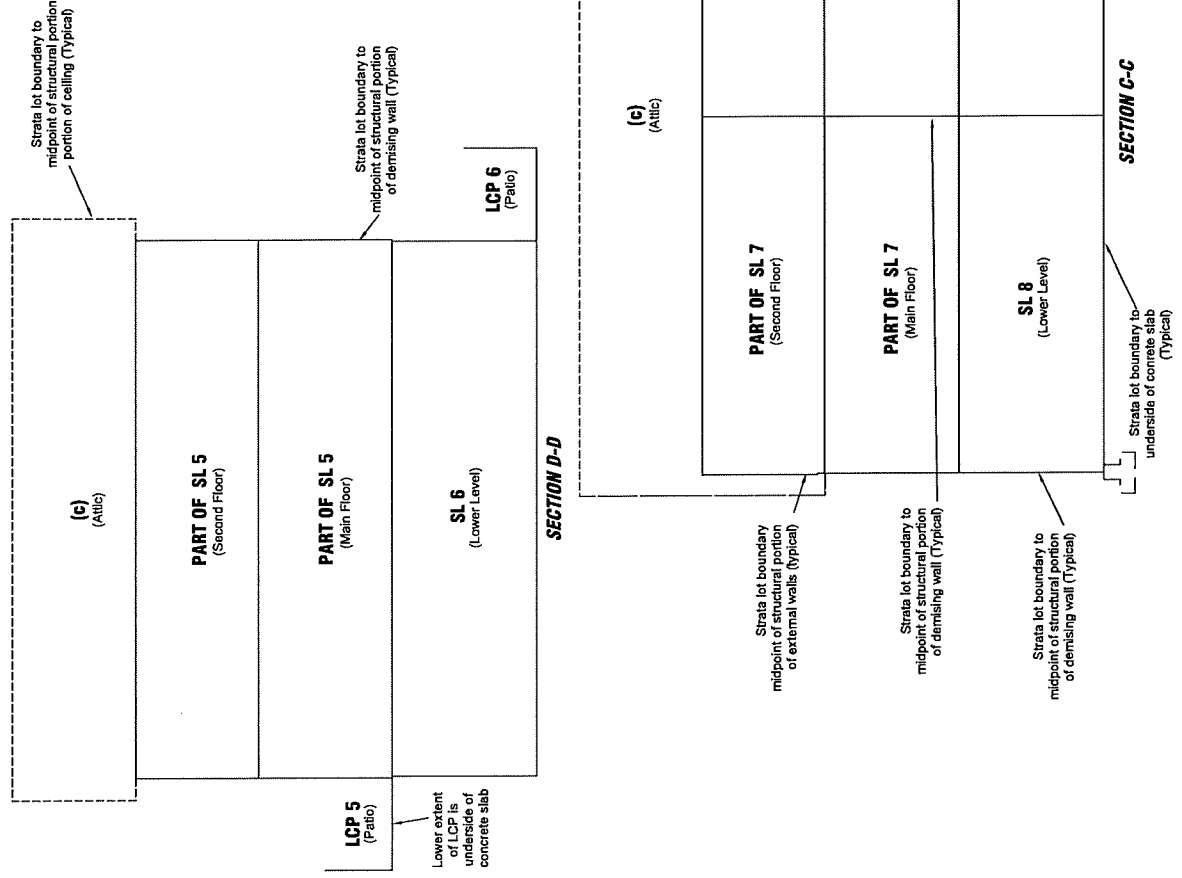 Strata lot boundary to
midpoint of structural portion
portion of ceiling (Typical)
(c)
(Attic)
Strata lot boundary to
midpoint of structural portion
of demising wall (Typical)
PART OF SL 5
(Second Floor)
PART OF SL 5
(Main Floor)
LCP 6
(Patio)
SL 6
(Lower Level)
LCP 5
(Patio)
Lower extent
of LCP is
underside of
concrete slab
SECTION D-D
(c)
(Attic)
PART OF SL 7
(Second Floor)
PART OF SL 7
(Main Floor)
SL 8
(Lower Level)
Strata lot boundary
midpoint of structural portion
of external walls (typical)
Strata lot boundary to
midpoint of structural portion
of demising wall (Typical)
Strata lot boundary to
midpoint of structural portion
of demising wall (Typical)
Strata lot boundary to
underside of conrete slab
(Typical)
SECTION C-C